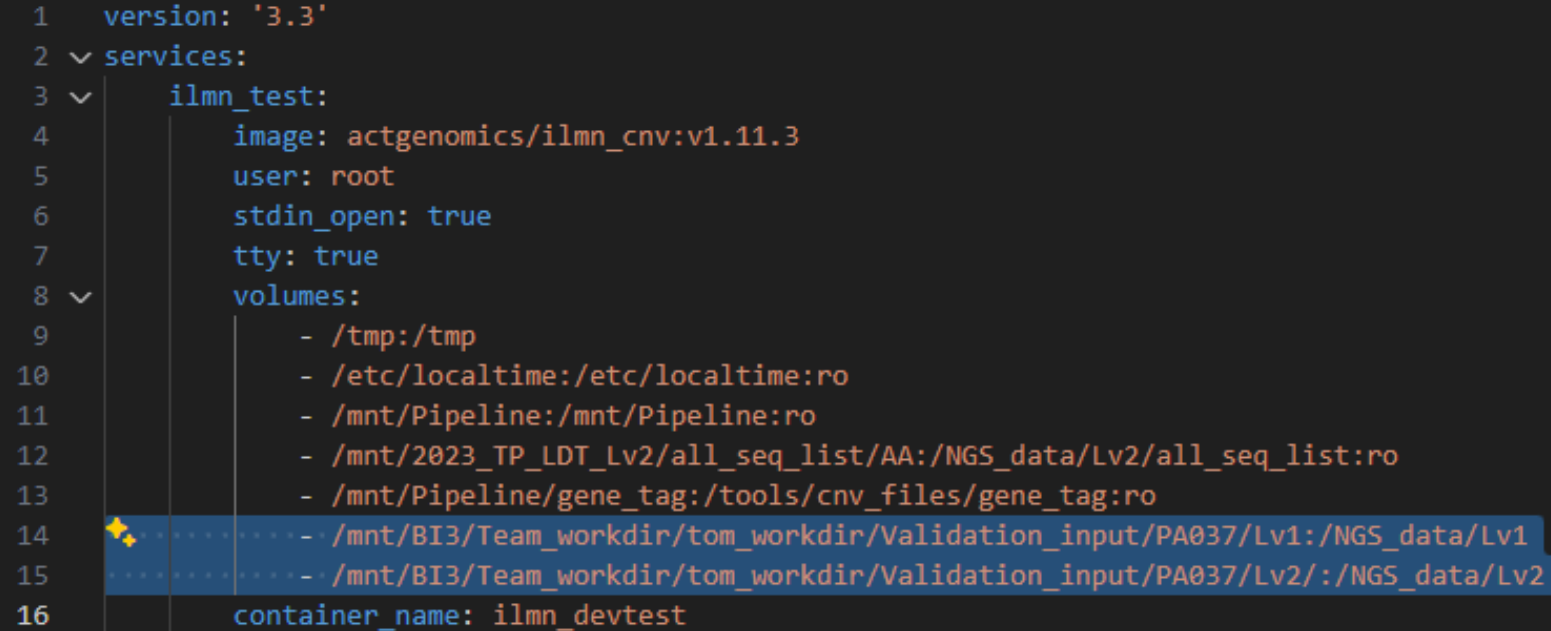 1 version: '3.3'
2 services:
3 ilmn_test:
4 image: actgenomics/ilmn_cnv:v1.11.3
5 user: root
6 stdin_open: true
7 tty: true
8 volumes:
9 - /tmp:/tmp
10 - /etc/localtime:/etc/localtime:ro
11 - /mnt/Pipeline:/mnt/Pipeline:ro
12 - /mnt/2023_TP_LDT_Lv2/all_seq_list/AA:/NGS_data/Lv2/all_seq_list:ro
13 - /mnt/Pipeline/gene_tag:/tools/cnv_files/gene_tag:ro
14 - /mnt/BI3/Team_workdir/tom_workdir/Validation_input/PA037/Lv1:/NGS_data/Lv1
15 - /mnt/BI3/Team_workdir/tom_workdir/Validation_input/PA037/Lv2/:/NGS_data/Lv2
16 container_name: ilmn_devtest